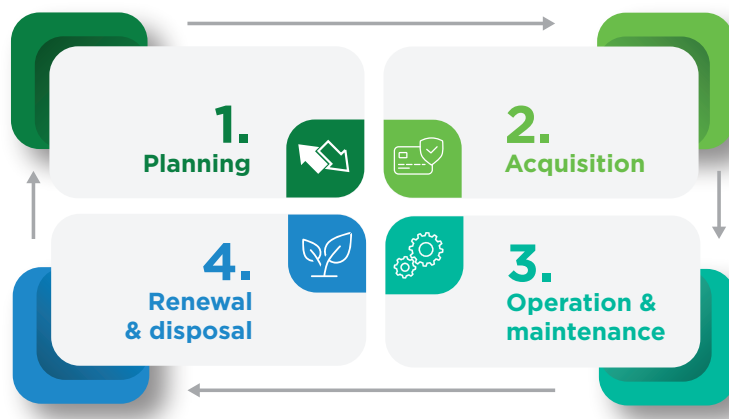 1.
Planning
2.
Acquisition
3.
Operation &
maintenance
4.
Renewal
& disposal